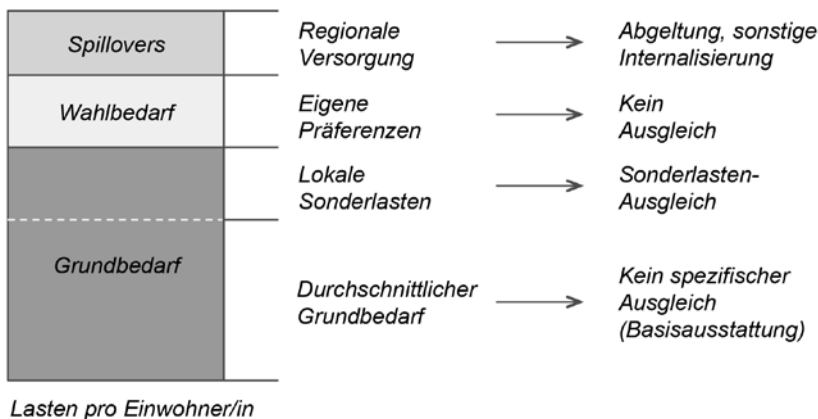 Spillovers
Regionale
Versorgung
Abgeltung, sonstige
Internalisierung
Wahlbedarf
Eigene
Präferenzen
Kein
Ausgleich
Lokale
Sonderlasten
Sonderlasten-
Ausgleich
Grundbedarf
Durchschnittlicher
Grundbedarf
Kein spezifischer
Ausgleich
(Basisausstattung)
Lasten pro Einwohner/in